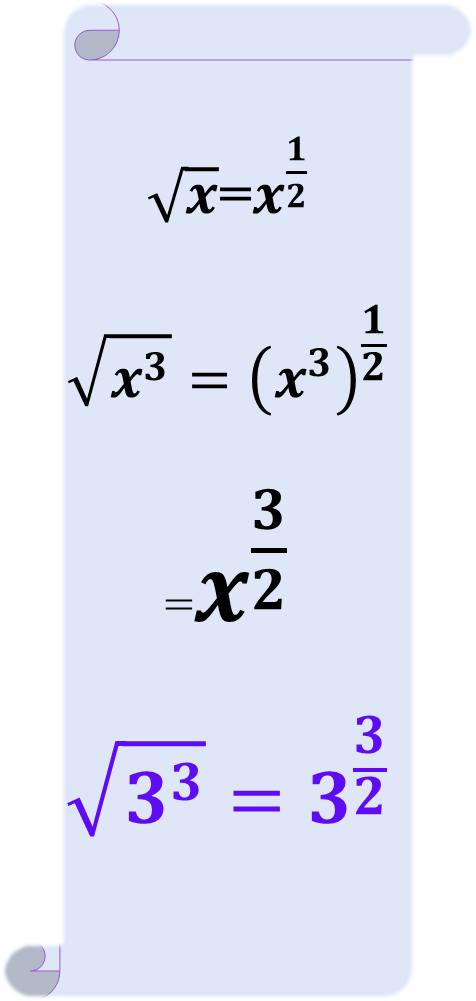 √x=x^(1/2)
√x³ = (x³)^(1/2)
=x^(3/2)
√3³ = 3^(3/2)